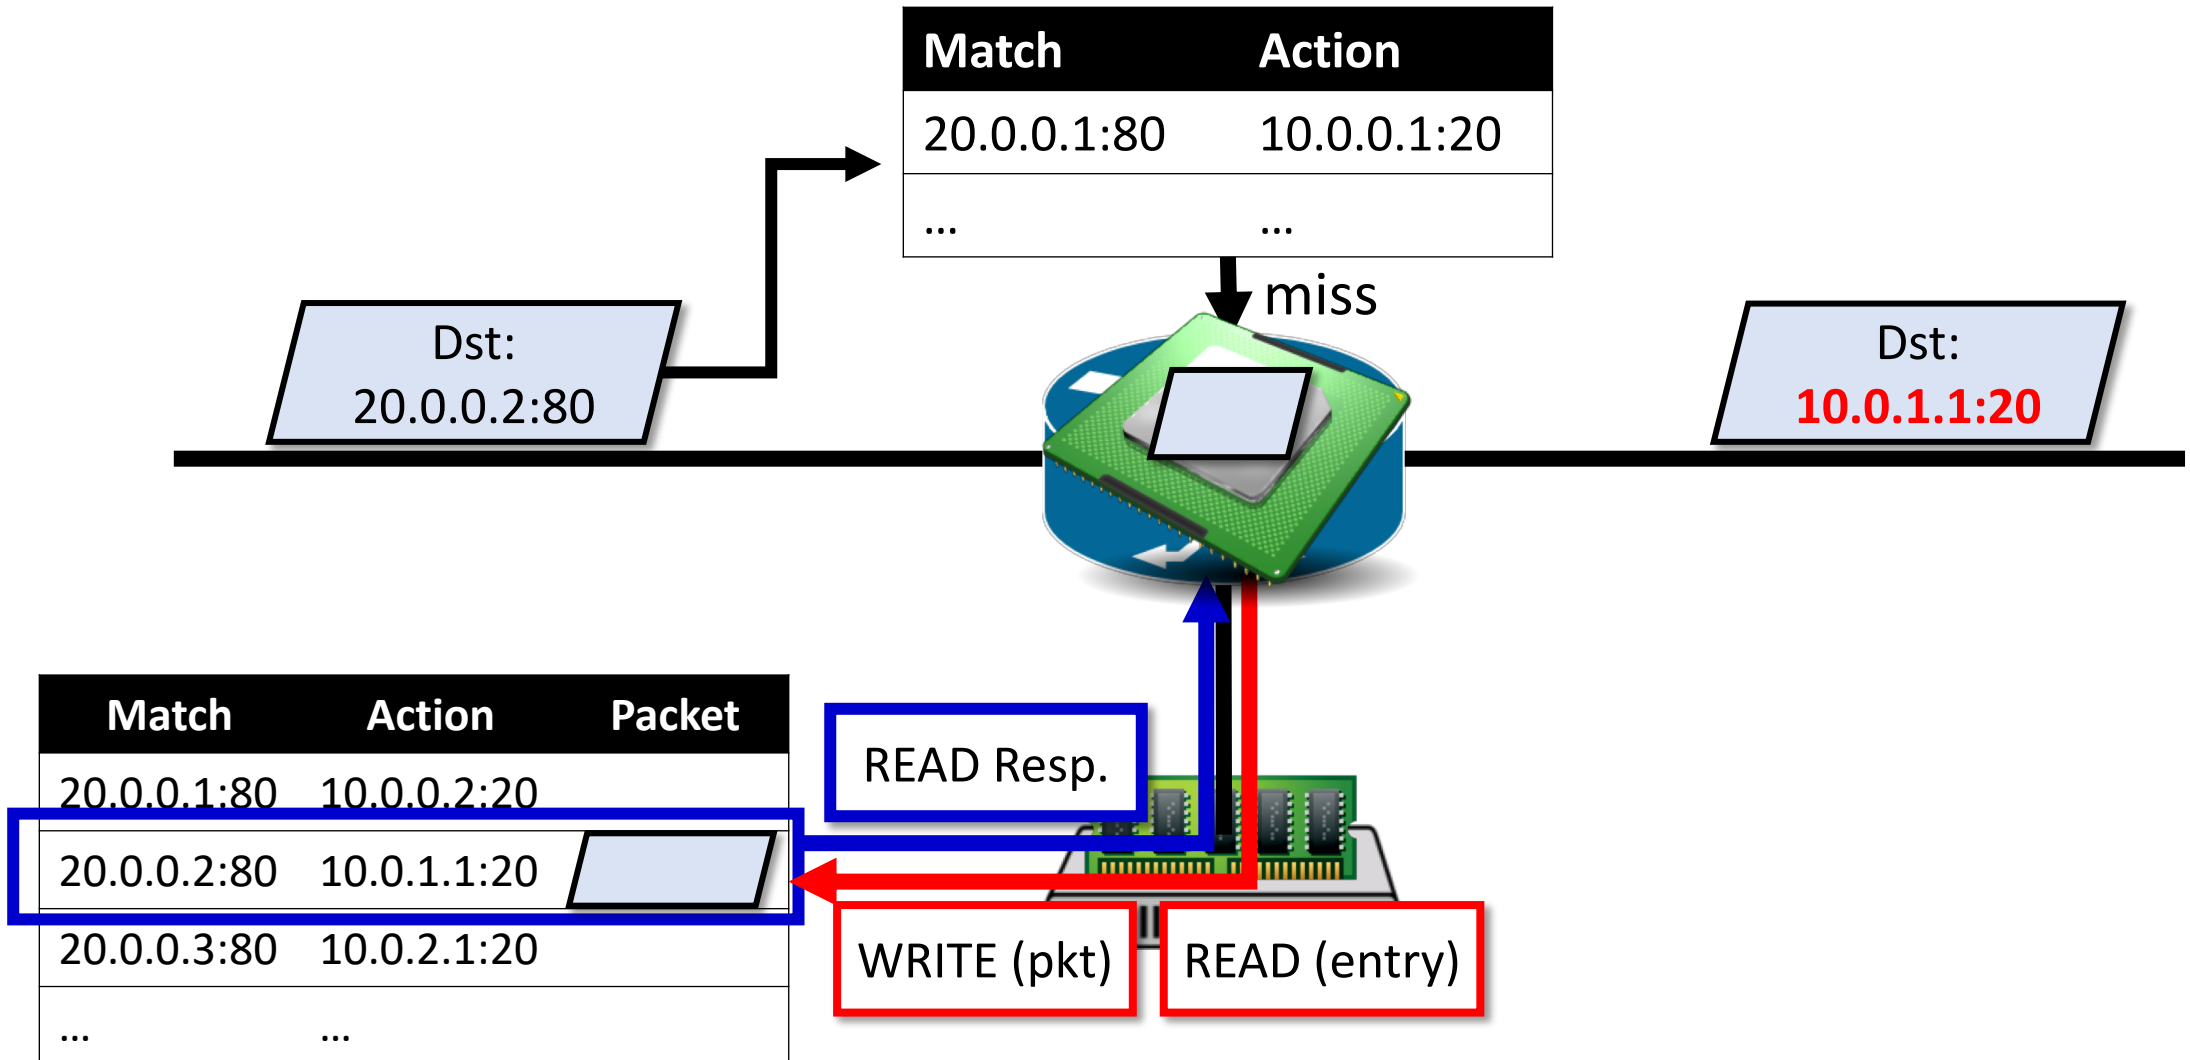 Match Action
20.0.0.1:80 10.0.0.1:20
... ...
miss
Dst:
20.0.0.2:80
Dst:
10.0.1.1:20
Match Action Packet
20.0.0.1:80 10.0.0.2:20
20.0.0.2:80 10.0.1.1:20
20.0.0.3:80 10.0.2.1:20
... ...
READ Resp.
WRITE (pkt)
READ (entry)